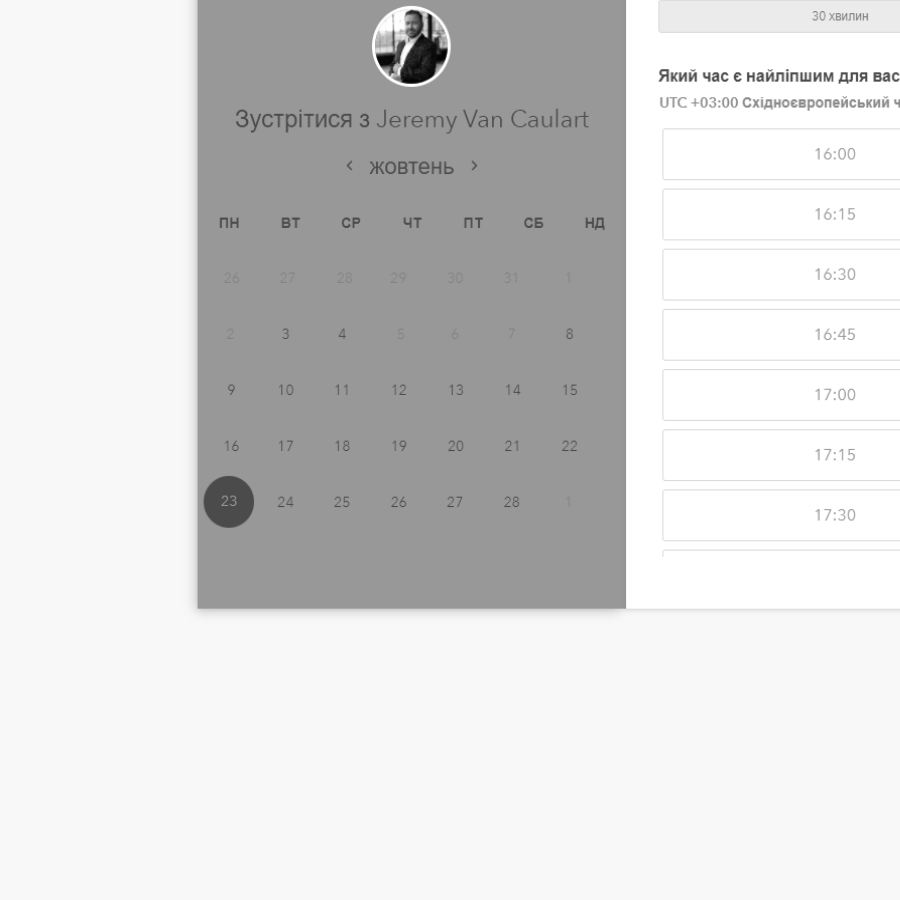 Зустрітися з Jeremy Van Caulart
жовтень
ПН ВТ СР ЧТ ПТ СБ НД
26 27 28 29 30 31 1
2 3 4 5 6 7 8
9 10 11 12 13 14 15
16 17 18 19 20 21 22
23 24 25 26 27 28 1
30 хвилин
Який час є найліпшим для вас
UTC +03:00 Східноєвропейський ч
16:00
16:15
16:30
16:45
17:00
17:15
17:30